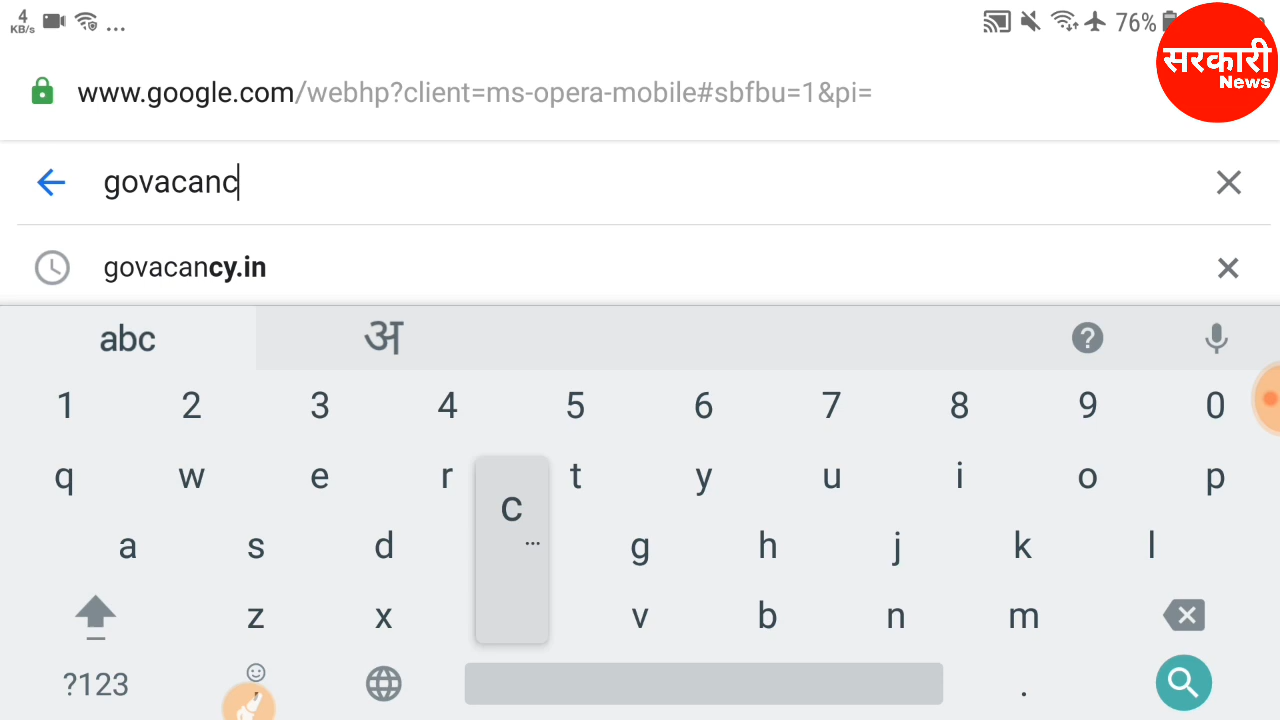 4
KB/s
...
76%
सरकारी
News
www.google.com/webhp?client=ms-opera-mobile#sbfbu=1&pi=
govacanc
govacancy.in
abc अ ?
1 2 3 4 5 6 7 8 9 0
q w e r t y u i o p
c
...
a s d g h j k l
z x v b n m
?123 .